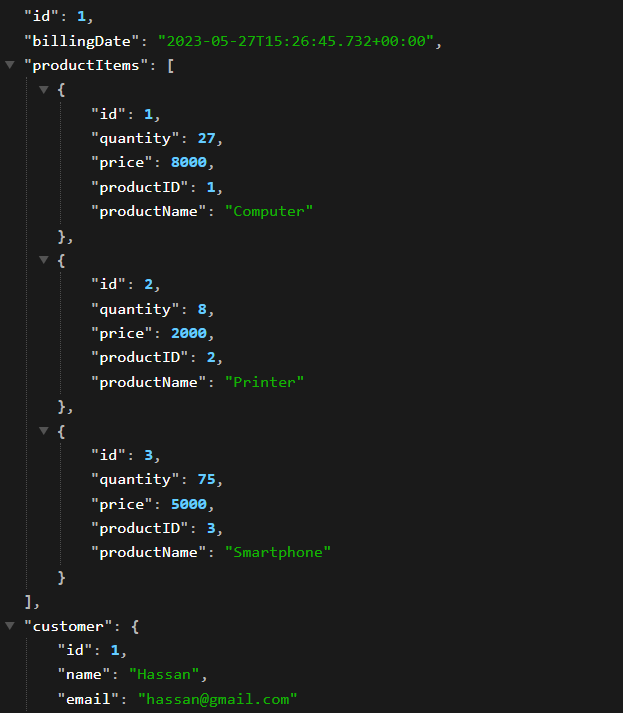 "id": 1,
"billingDate": "2023-05-27T15:26:45.732+00:00",
"productItems": [
{
"id": 1,
"quantity": 27,
"price": 8000,
"productID": 1,
"productName": "Computer"
},
{
"id": 2,
"quantity": 8,
"price": 2000,
"productID": 2,
"productName": "Printer"
},
{
"id": 3,
"quantity": 75,
"price": 5000,
"productID": 3,
"productName": "Smartphone"
}
],
"customer": {
"id": 1,
"name": "Hassan",
"email": "hassan@gmail.com"